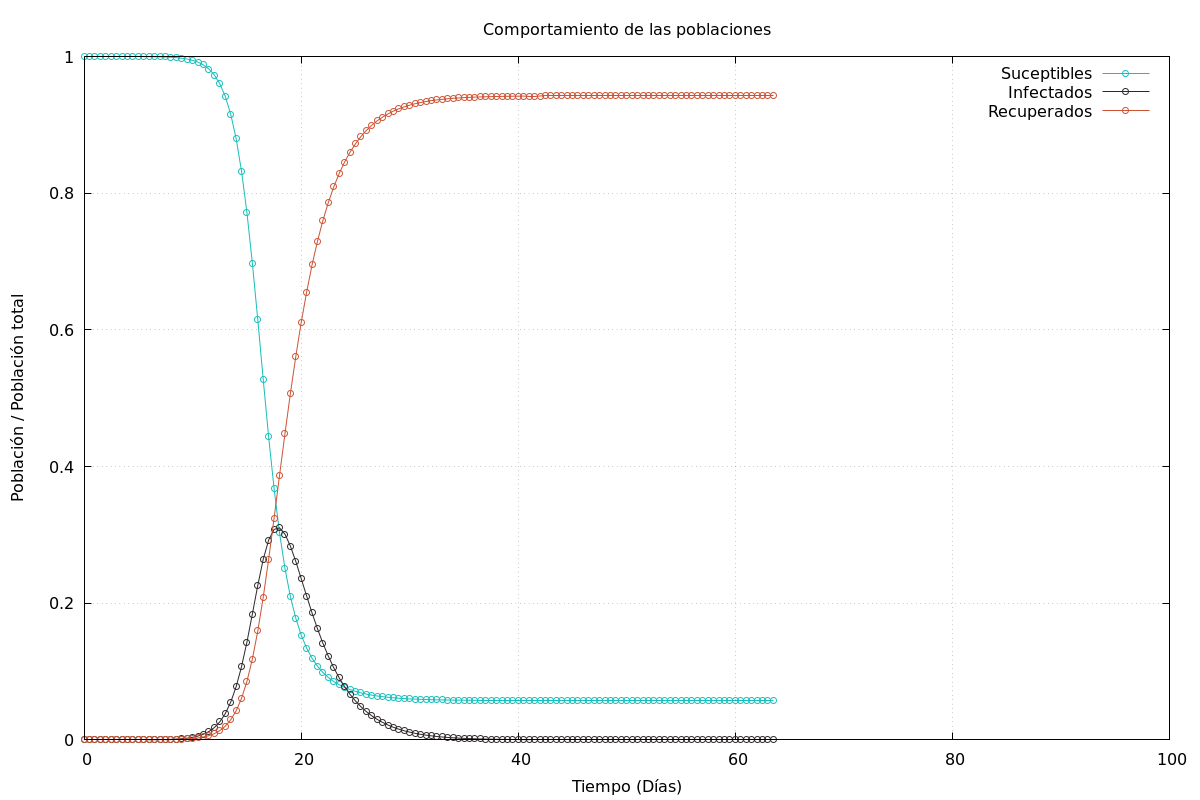 Comportamiento de las poblaciones
Suceptibles
Infectados
Recuperados
Población / Población total
1
0.8
0.6
0.4
0.2
0
0 20 40 60 80 100
Tiempo (Días)